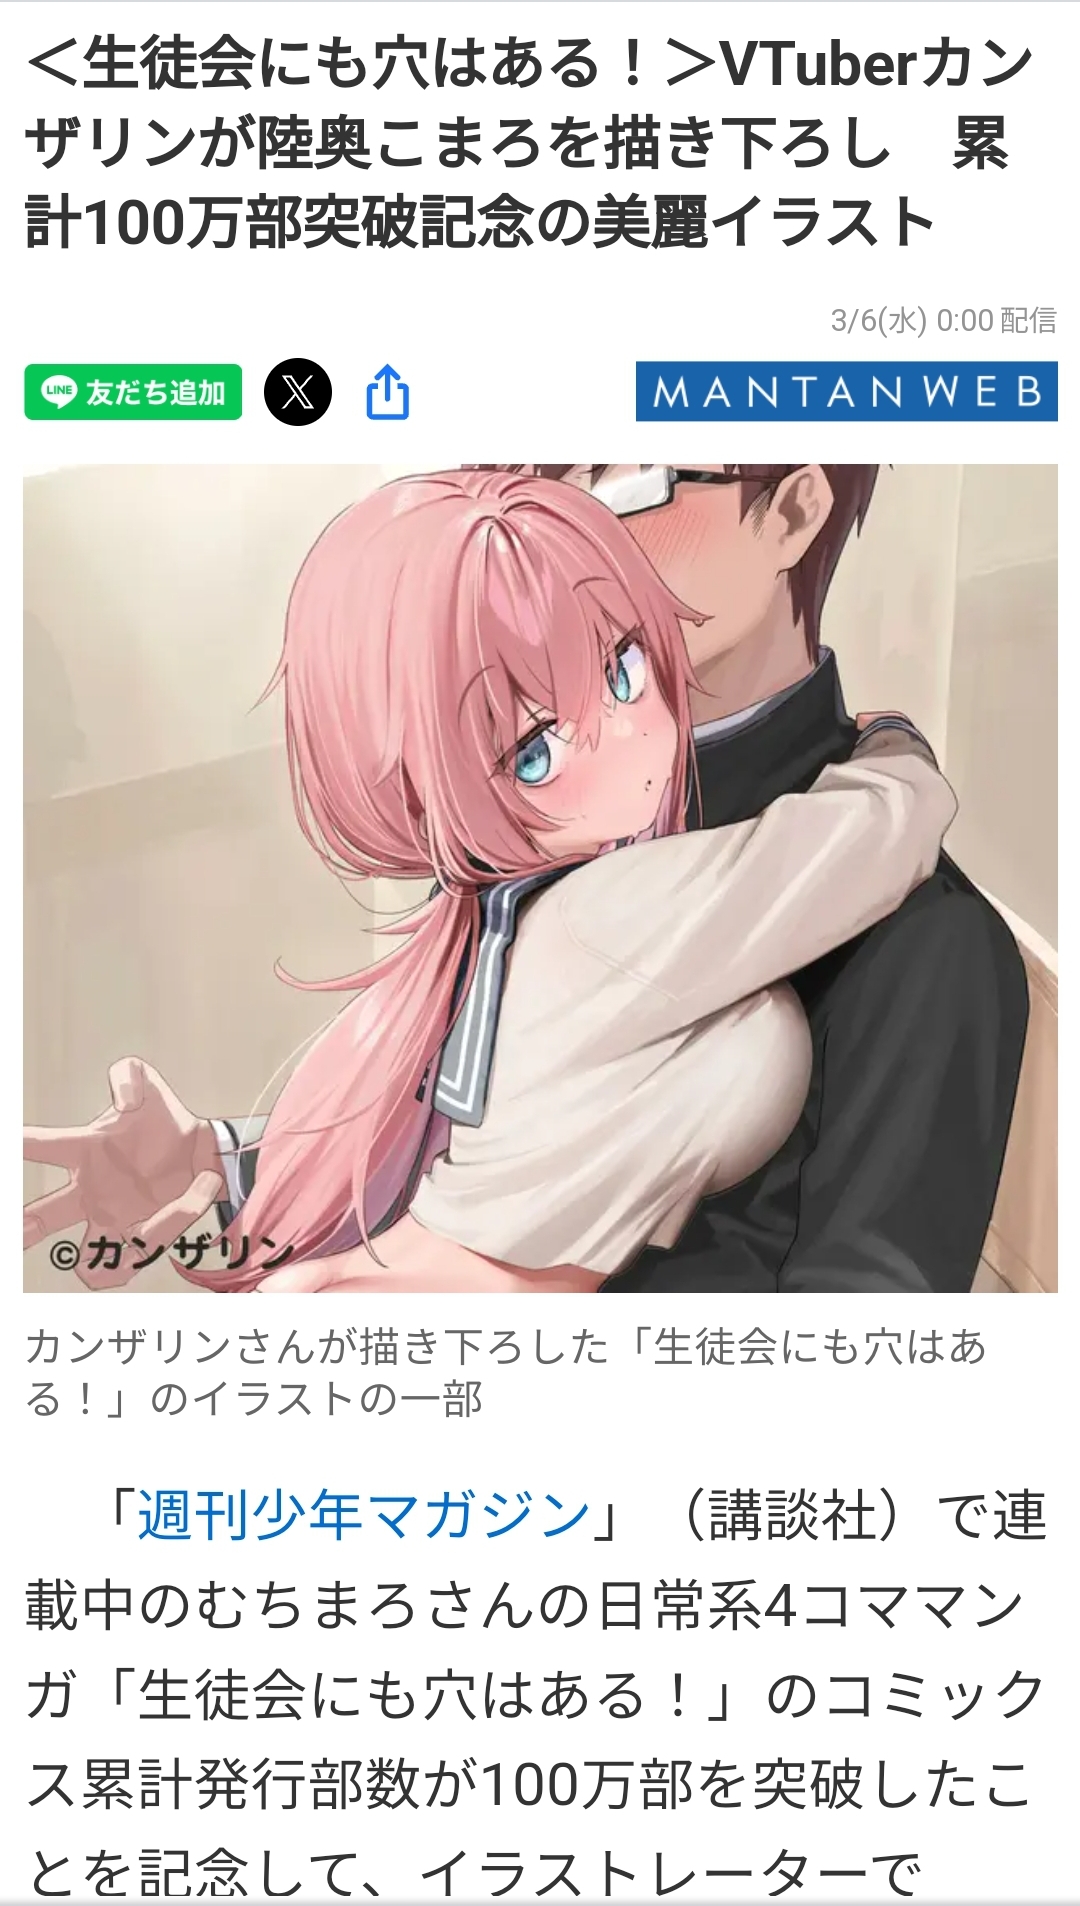 ＜生徒会にも穴はある！＞VTuberカン
ザリンが陸奥こまろを描き下ろし　累
計100万部突破記念の美麗イラスト
3/6(水) 0:00 配信
LINE 友だち追加
X
MANTANWEB
©カンザリン
カンザリンさんが描き下ろした「生徒会にも穴はあ
る！」のイラストの一部
「週刊少年マガジン」（講談社）で連
載中のむちまろさんの日常系4コママン
ガ「生徒会にも穴はある！」のコミック
ス累計発行部数が100万部を突破したこ
とを記念して、イラストレーターで